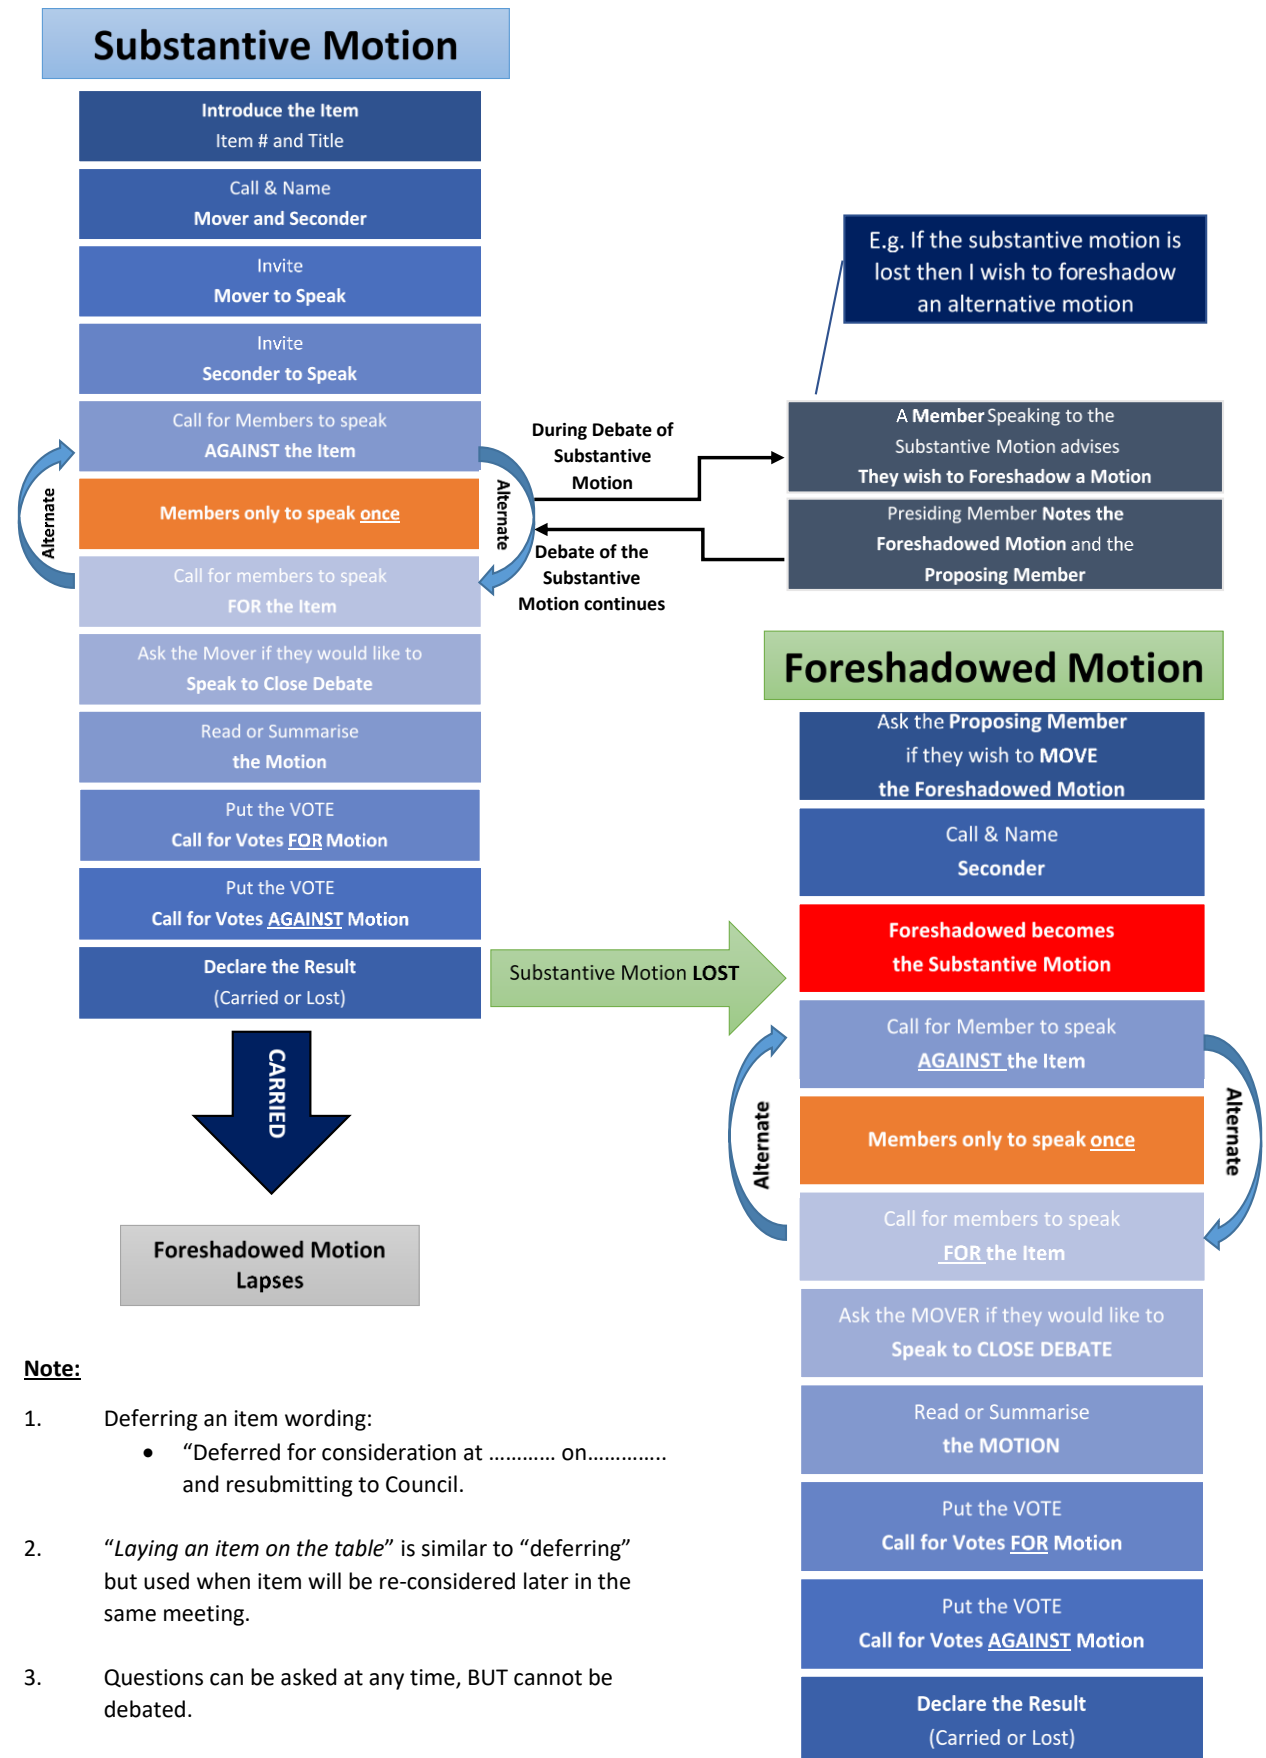 Substantive Motion
Introduce the Item
Item # and Title
Call & Name
Mover and Seconder
Invite
Mover to Speak
Invite
Seconder to Speak
Call for Members to speak
AGAINST the Item
Members only to speak once
Call for members to speak
FOR the Item
Alternate
Alternate
Ask the Mover if they would like to
Speak to Close Debate
Read or Summarise
the Motion
Put the VOTE
Call for Votes FOR Motion
Put the VOTE
Call for Votes AGAINST Motion
Declare the Result
(Carried or Lost)
CARRIED
Foreshadowed Motion
Lapses
During Debate of
Substantive
Motion
Debate of the
Substantive
Motion continues
E.g. If the substantive motion is
lost then I wish to foreshadow
an alternative motion
A Member Speaking to the
Substantive Motion advises
They wish to Foreshadow a Motion
Presiding Member Notes the
Foreshadowed Motion and the
Proposing Member
Substantive Motion LOST
Foreshadowed Motion
Ask the Proposing Member
if they wish to MOVE
the Foreshadowed Motion
Call & Name
Seconder
Foreshadowed becomes
the Substantive Motion
Call for Member to speak
AGAINST the Item
Members only to speak once
Call for members to speak
FOR the Item
Alternate
Alternate
Ask the MOVER if they would like to
Speak to CLOSE DEBATE
Read or Summarise
the MOTION
Put the VOTE
Call for Votes FOR Motion
Put the VOTE
Call for Votes AGAINST Motion
Declare the Result
(Carried or Lost)
Note:
1. Deferring an item wording:
• “Deferred for consideration at ………… on…………..
and resubmitting to Council.
2. “Laying an item on the table” is similar to “deferring”
but used when item will be re-considered later in the
same meeting.
3. Questions can be asked at any time, BUT cannot be
debated.